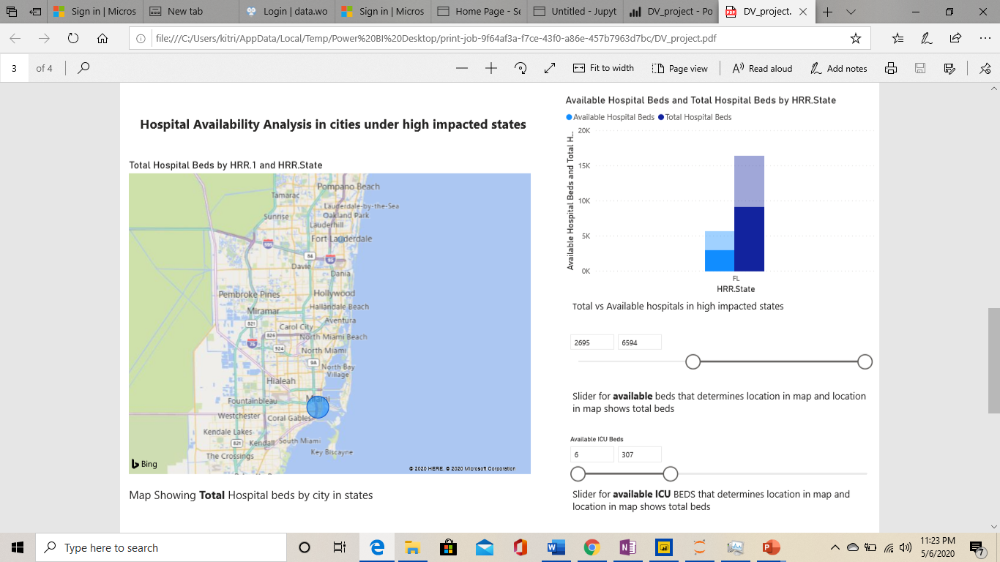 Sign in | Micros
New tab
Login | data.wo
Sign in | Micros
Home Page - Se
Untitled - Jupyt
DV_project - Po
DV_project.
file:///C:/Users/kitri/AppData/Local/Temp/Power%20BI%20Desktop/print-job-9f64af3a-f7ce-43f0-a86e-457b7963d7bc/DV_project.pdf
3 of 4
Fit to width
Page view
Read aloud
Add notes
Hospital Availability Analysis in cities under high impacted states
Total Hospital Beds by HRR.1 and HRR.State
Pompano Beach
Tamarac
Lauderdale-by-the-Sea
Sunrise
Oakland Park
Lauderhill
Fort Lauderdale
84
95
Davie
Dania
Pembroke Pines
Hollywood
Miramar
Hallandale Beach
821
Aventura
Carol City
826
North Miami Beach
75
924
North Miami
9A
North Bay
Village
Hialeah
Miami
Fountainbleau
Westchester
Coral Gables
Kendale Lakes
821
Kendall
South Miami
Key Biscayne
The Crossings
Bing
© 2020 HERE, © 2020 Microsoft Corporation
Map Showing Total Hospital beds by city in states
Available Hospital Beds and Total Hospital Beds by HRR.State
Available Hospital Beds
Total Hospital Beds
Available Hospital Beds and Total H...
20K
15K
10K
5K
0K
FL
HRR.State
Total vs Available hospitals in high impacted states
2695
6594
Slider for available beds that determines location in map and location
in map shows total beds
Available ICU Beds
6
307
Slider for available ICU BEDS that determines location in map and
location in map shows total beds
Type here to search
11:23 PM
5/6/2020
7